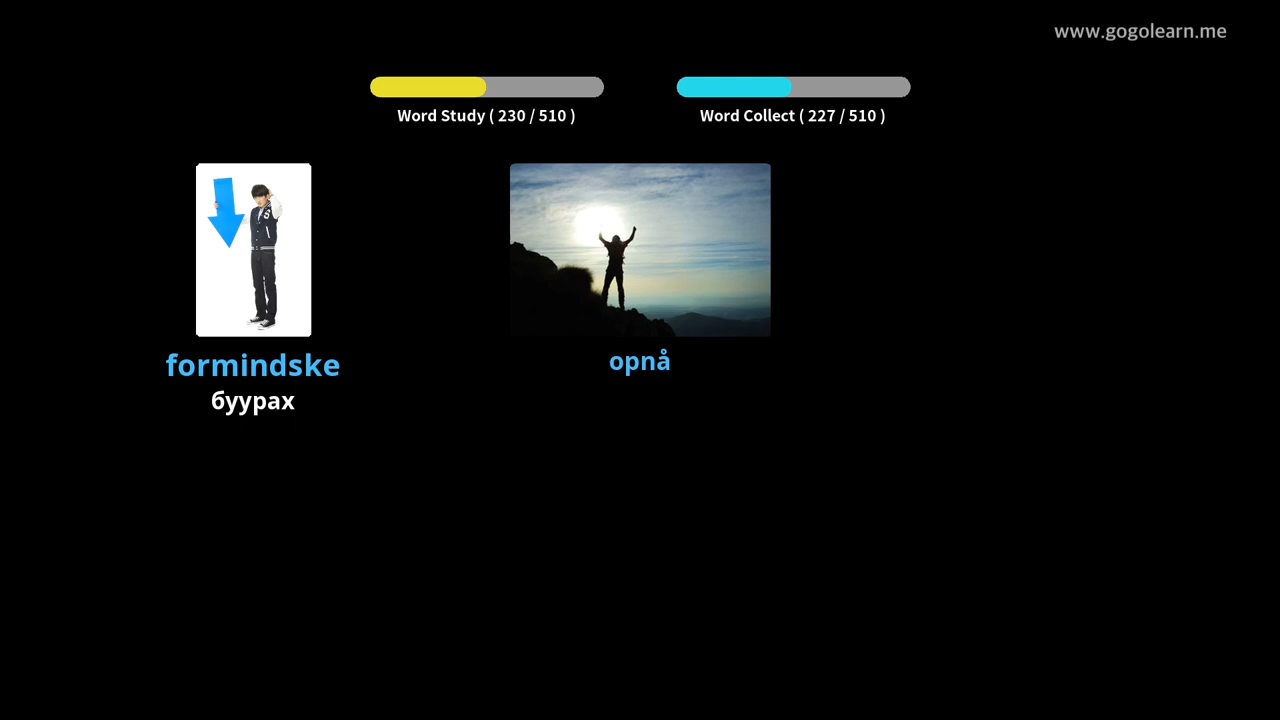 www.gogolearn.me
Word Study ( 230 / 510 )
Word Collect ( 227 / 510 )
formindske
буурах
opnå